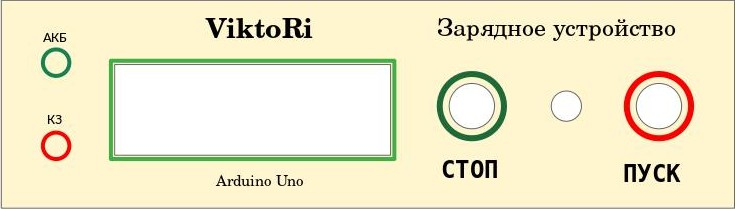 ViktoRi
Зарядное устройство
АКБ
КЗ
СТОП
ПУСК
Arduino Uno